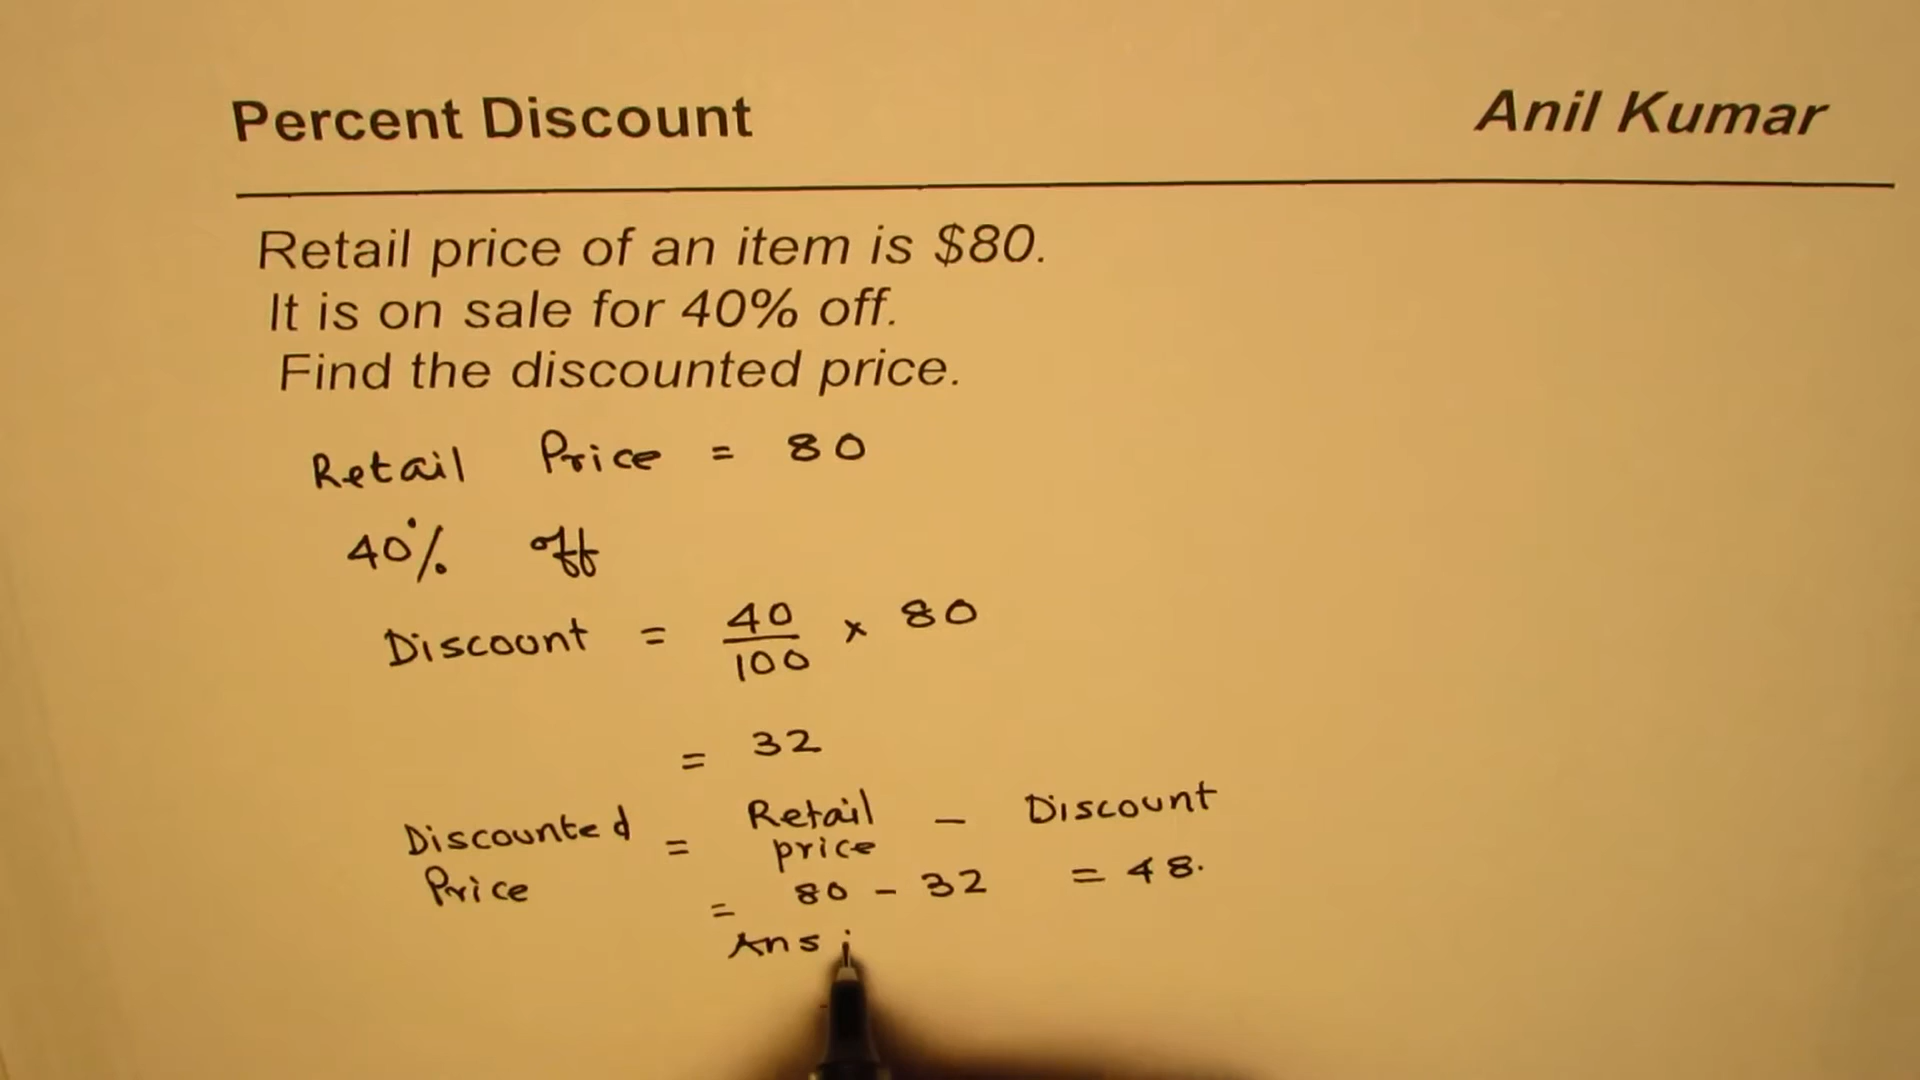 Percent Discount Anil Kumar
Retail price of an item is $80.
It is on sale for 40% off.
Find the discounted price.
Retail Price = 80
40% off
Discount = 40/100 × 80
= 32
Discounted Price = Retail price - Discount
= 80 - 32 = 48.
Ans :